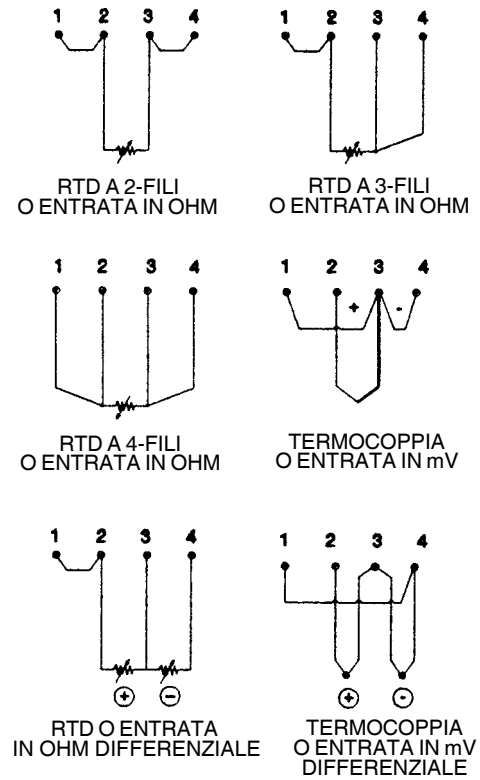 1 2 3 4
RTD A 2-FILI
O ENTRATA IN OHM
1 2 3 4
RTD A 3-FILI
O ENTRATA IN OHM
1 2 3 4
RTD A 4-FILI
O ENTRATA IN OHM
1 2 3 4
+ -
TERMOCOPPIA
O ENTRATA IN mV
1 2 3 4
+ −
RTD O ENTRATA
IN OHM DIFFERENZIALE
1 2 3 4
+ -
TERMOCOPPIA
O ENTRATA IN mV
DIFFERENZIALE